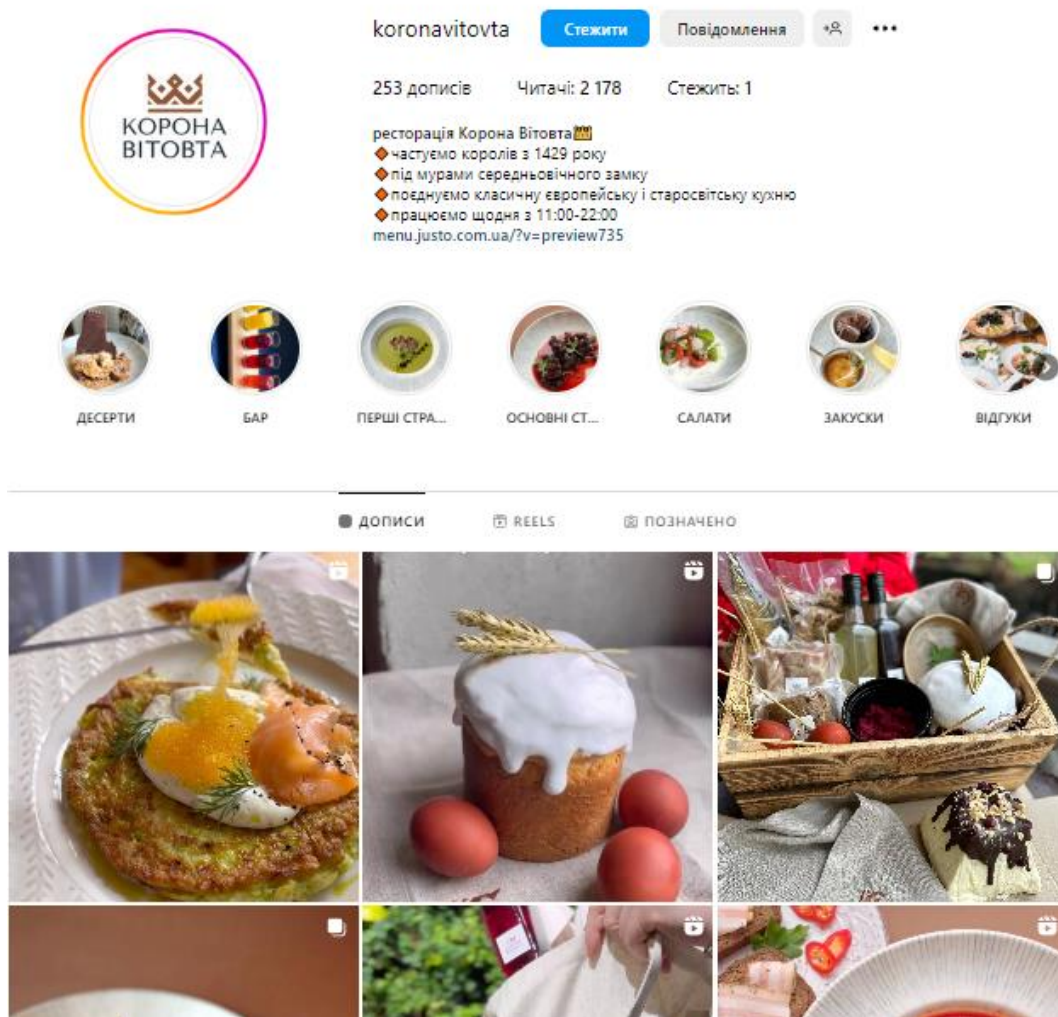 koronavitovta Стежити Повідомлення
253 дописів Читачі: 2 178 Стежить: 1
КОРОНА
ВІТОВТА
ресторація Корона Вітовта
частуємо королів з 1429 року
під мурами середньовічного замку
поєднуємо класичну європейську і старосвітську кухню
працюємо щодня з 11:00-22:00
menu.justo.com.ua/?v=preview735
ДЕСЕРТИ БАР ПЕРШІ СТРА... ОСНОВНІ СТ... САЛАТИ ЗАКУСКИ ВІДГУКИ
ДОПИСИ REELS ПОЗНАЧЕНО